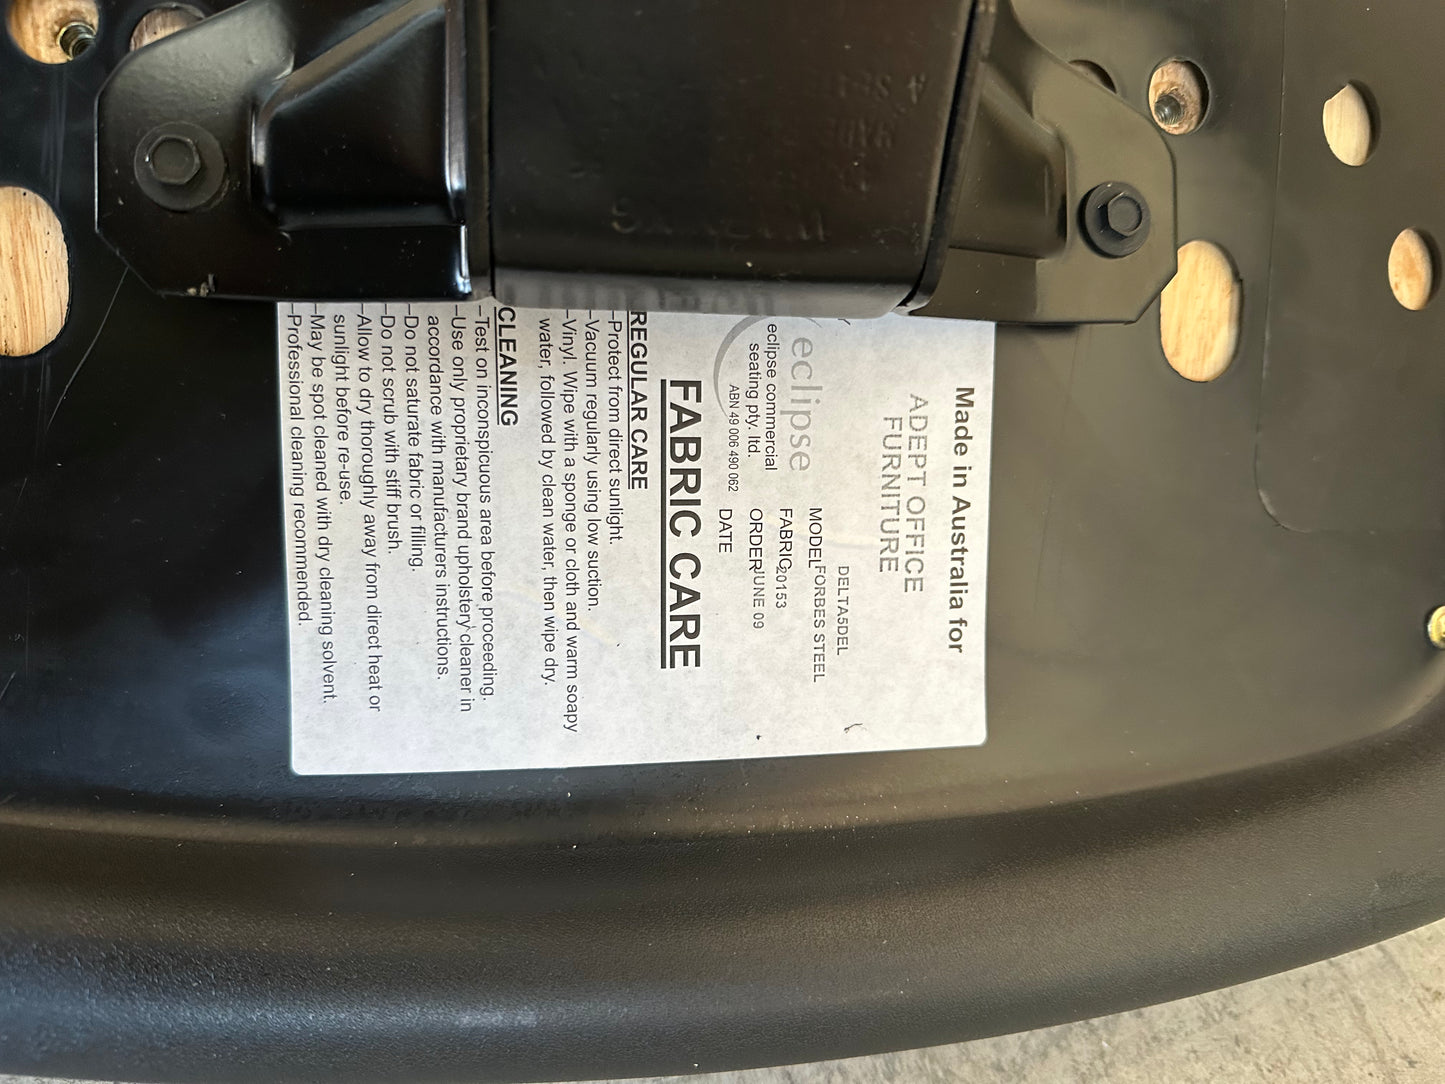 Made in Australia for
ADEPT OFFICE
FURNITURE
eclipse
eclipse commercial
seating pty. ltd.
ABN 49 006 490 062
DELTA5DEL
MODEL FORBES STEEL
FABRIC 20153
ORDER JUNE 09
DATE
FABRIC CARE
REGULAR CARE
–Protect from direct sunlight.
–Vacuum regularly using low suction.
–Vinyl. Wipe with a sponge or cloth and warm soapy
water, followed by clean water, then wipe dry.
CLEANING
–Test on inconspicuous area before proceeding.
–Use only proprietary brand upholstery cleaner in
accordance with manufacturers instructions.
–Do not saturate fabric or filling.
–Do not scrub with stiff brush.
–Allow to dry thoroughly away from direct heat or
sunlight before re-use.
–May be spot cleaned with dry cleaning solvent.
–Professional cleaning recommended.